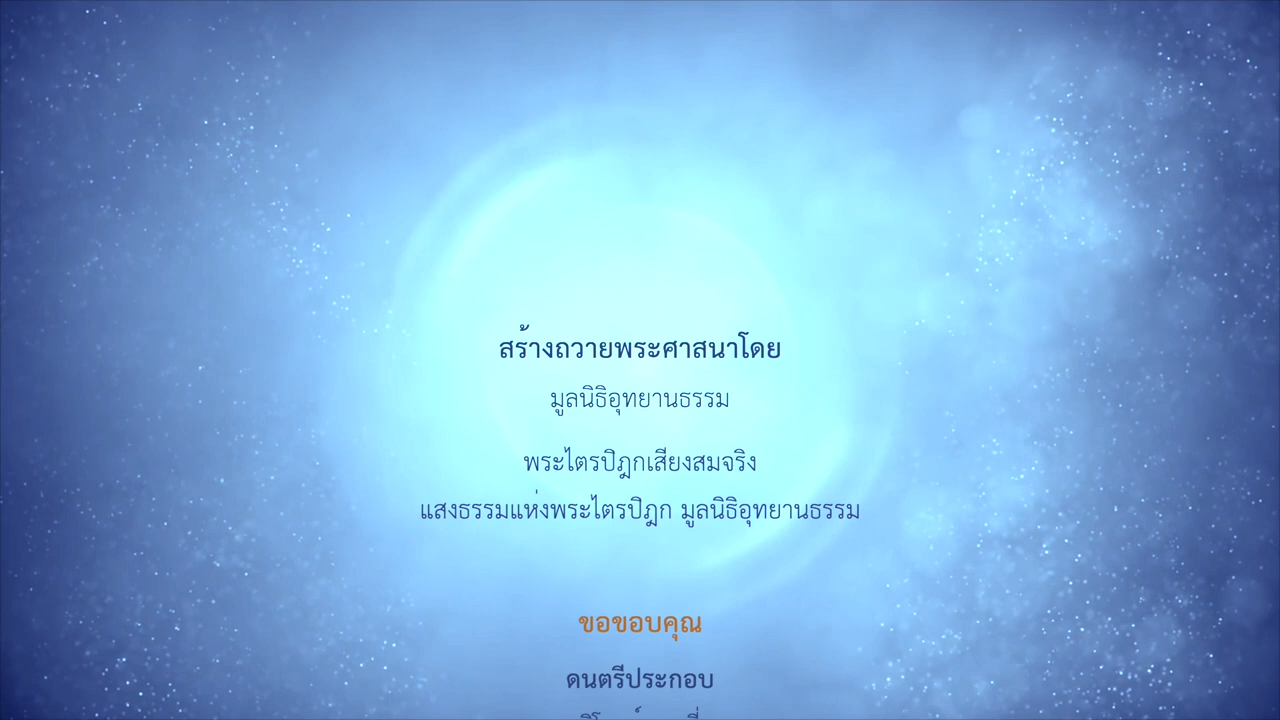 สร้างถวายพระศาสนาโดย
มูลนิธิอุทยานธรรม
พระไตรปิฎกเสียงสมจริง
แสงธรรมแห่งพระไตรปิฎก มูลนิธิอุทยานธรรม
ขอขอบคุณ
ดนตรีประกอบ